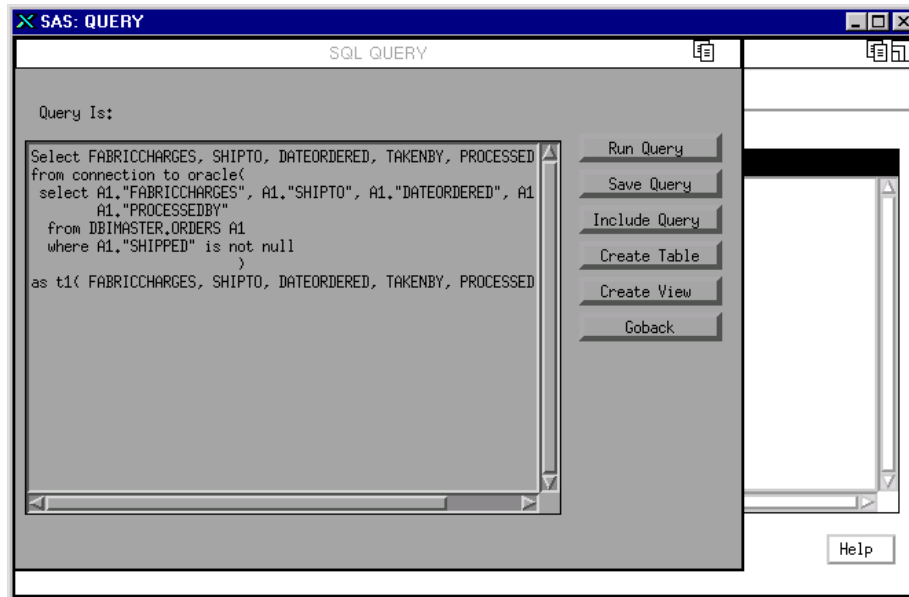 SAS: QUERY
SQL QUERY
Query Is:
Select FABRICCHARGES, SHIPTO, DATEORDERED, TAKENBY, PROCESSED
from connection to oracle(
select A1."FABRICCHARGES", A1."SHIPTO", A1."DATEORDERED", A1
A1."PROCESSEDBY"
from DBIMASTER.ORDERS A1
where A1."SHIPPED" is not null
)
as t1( FABRICCHARGES, SHIPTO, DATEORDERED, TAKENBY, PROCESSED
Run Query
Save Query
Include Query
Create Table
Create View
Goback
Help